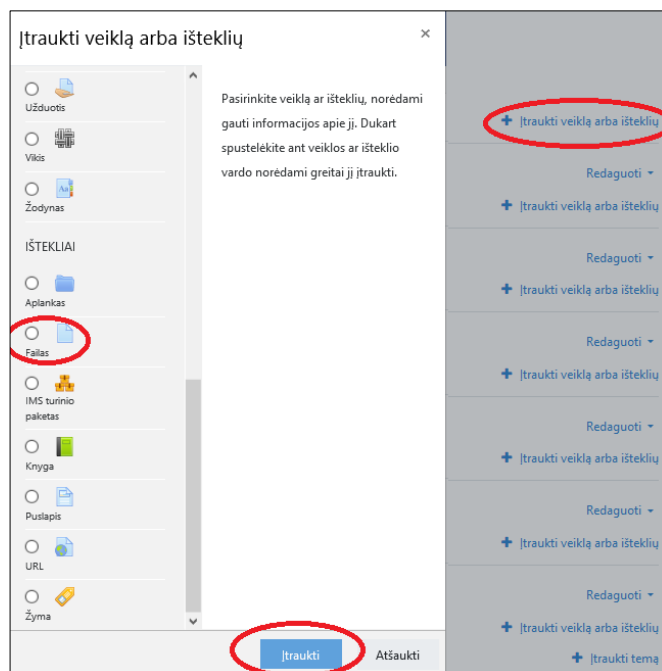 Įtraukti veiklą arba išteklių
×
Užduotis
Vikis
Žodynas
IŠTEKLIAI
Aplankas
Failas
IMS turinio
paketas
Knyga
Puslapis
URL
Žyma
Pasirinkite veiklą ar išteklių, norėdami
gauti informacijos apie jį. Dukart
spustelėkite ant veiklos ar ištekliо
vardo norėdami greitai jį įtraukti.
Įtraukti
Atšaukti
+ Įtraukti veiklą arba išteklių
Redaguoti
+ Įtraukti veiklą arba išteklių
Redaguoti
+ Įtraukti veiklą arba išteklių
Redaguoti
+ Įtraukti veiklą arba išteklių
Redaguoti
+ Įtraukti veiklą arba išteklių
Redaguoti
+ Įtraukti veiklą arba išteklių
Redaguoti
+ Įtraukti veiklą arba išteklių
+ Įtraukti temą